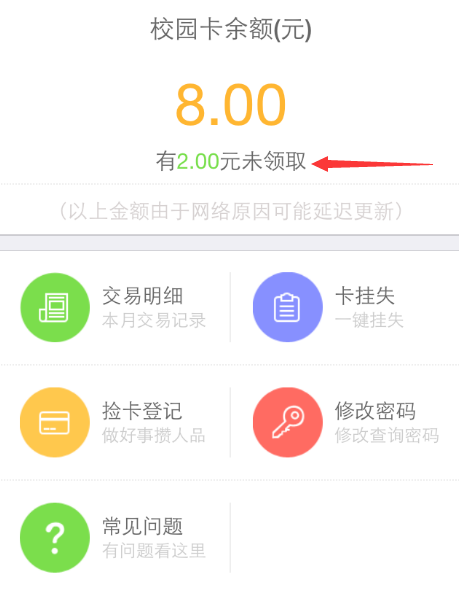 校园卡余额(元)
8.00
有2.00元未领取
（以上金额由于网络原因可能延迟更新）
交易明细
本月交易记录
卡挂失
一键挂失
捡卡登记
做好事攒人品
修改密码
修改查询密码
?
常见问题
有问题看这里